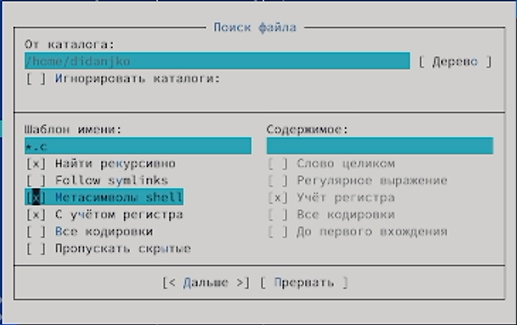 Поиск файла
От каталога:
/home/didanjko [ Дерево ]
[ ] Игнорировать каталоги:
Шаблон имени:
*.c
[x] Найти рекурсивно
[ ] Follow symlinks
[x] Метасимволы shell
[x] С учётом регистра
[ ] Все кодировки
[ ] Пропускать скрытые
Содержимое:
[ ] Слово целиком
[ ] Регулярное выражение
[x] Учёт регистра
[ ] Все кодировки
[ ] До первого вхождения
[< Дальше >] [ Прервать ]